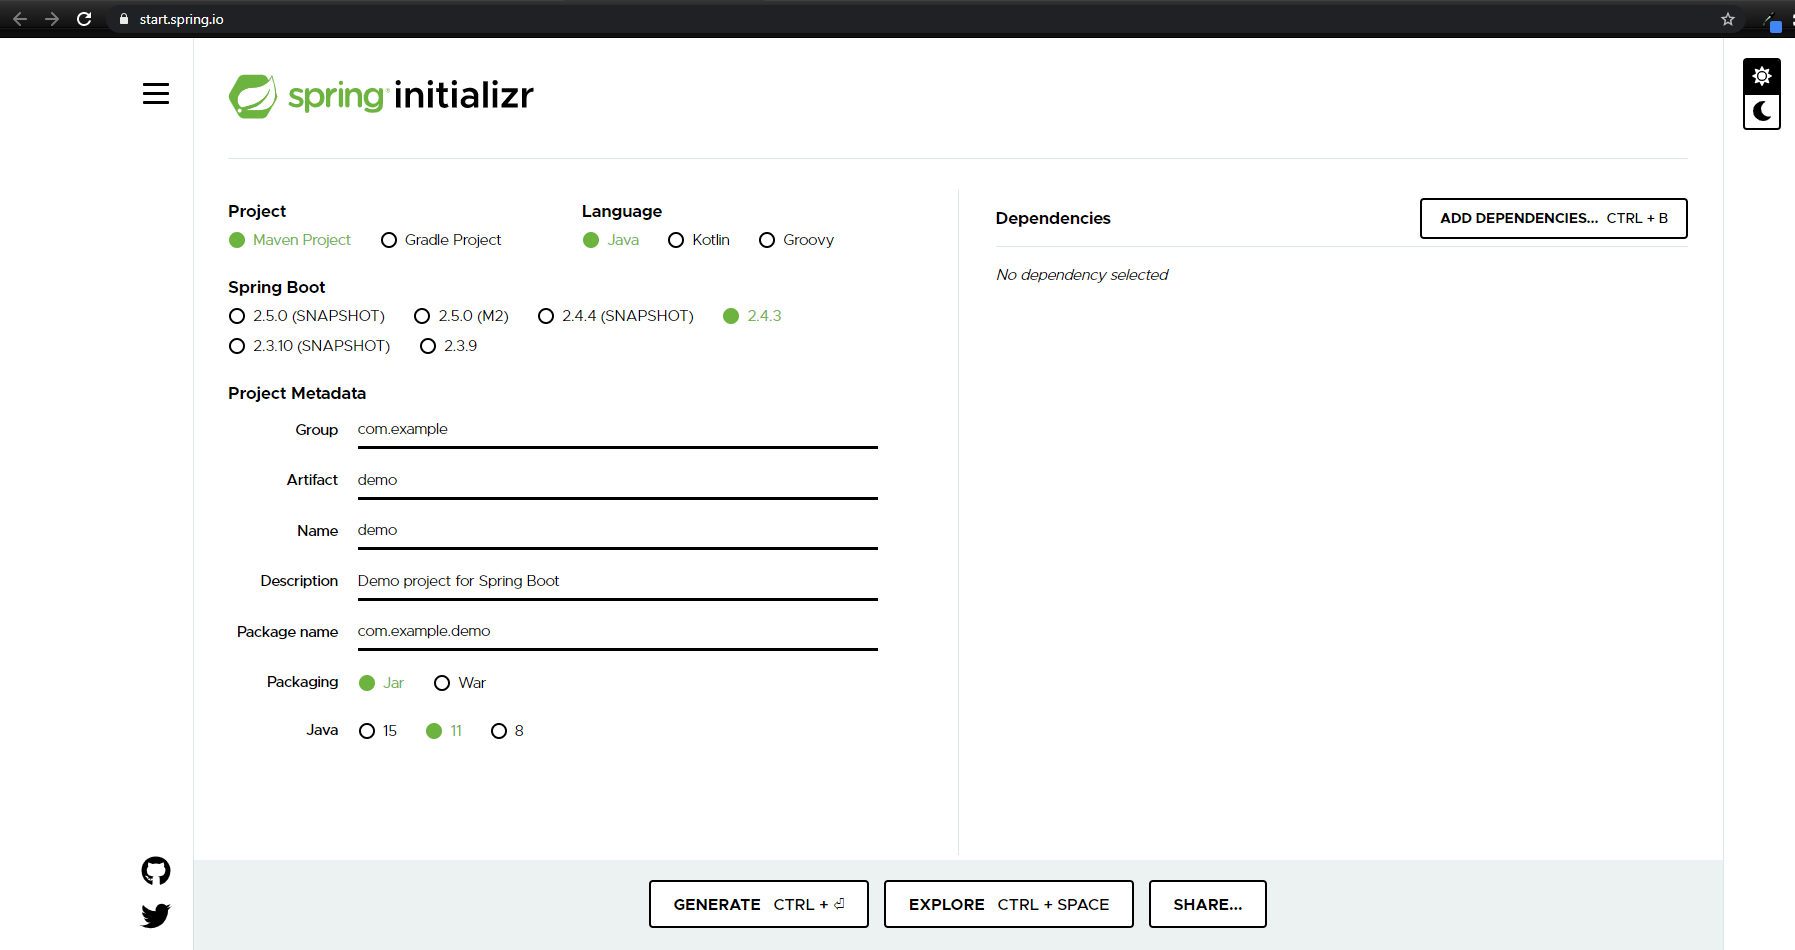 start.spring.io
spring initializr
Project
Maven Project Gradle Project
Language
Java Kotlin Groovy
Spring Boot
2.5.0 (SNAPSHOT) 2.5.0 (M2) 2.4.4 (SNAPSHOT) 2.4.3
2.3.10 (SNAPSHOT) 2.3.9
Project Metadata
Group com.example
Artifact demo
Name demo
Description Demo project for Spring Boot
Package name com.example.demo
Packaging Jar War
Java 15 11 8
Dependencies
ADD DEPENDENCIES... CTRL + B
No dependency selected
GENERATE CTRL + ⏎
EXPLORE CTRL + SPACE
SHARE...